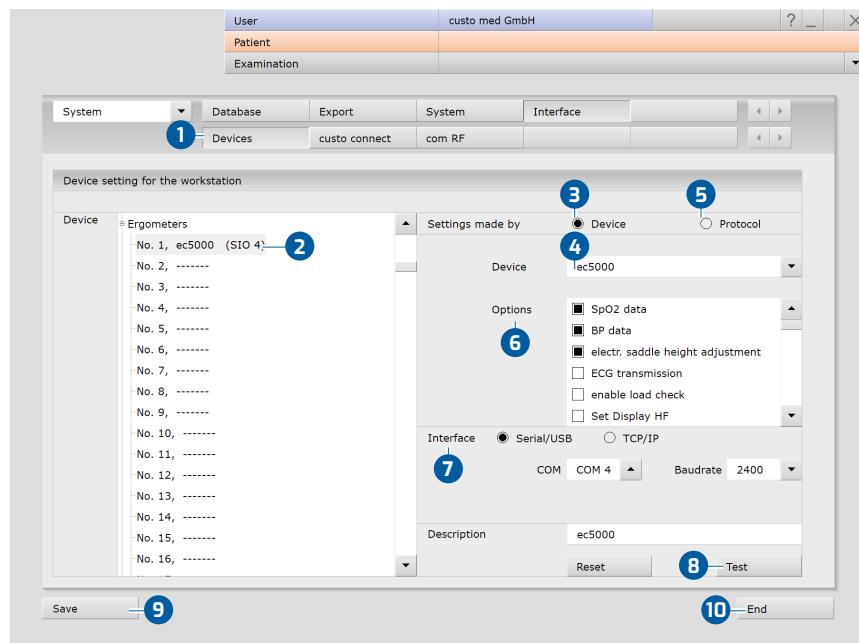 User custo med GmbH ? _ X
Patient
Examination
System Database Export System Interface
1 Devices custo connect com RF
Device setting for the workstation
3 5
Device Ergometers Settings made by Device Protocol
No. 1, ec5000 (SIO 4) 2 4
No. 2, ------- Device ec5000
No. 3, -------
No. 4, ------- Options SpO2 data
No. 5, ------- 6 BP data
No. 6, ------- electr. saddle height adjustment
No. 7, ------- ECG transmission
No. 8, ------- enable load check
No. 9, ------- Set Display HF
No. 10, ------- Interface Serial/USB TCP/IP
No. 11, ------- 7
No. 12, ------- COM COM 4 Baudrate 2400
No. 13, -------
No. 14, -------
No. 15, ------- Description ec5000
No. 16, ------- Reset 8 Test
Save 9 10 End